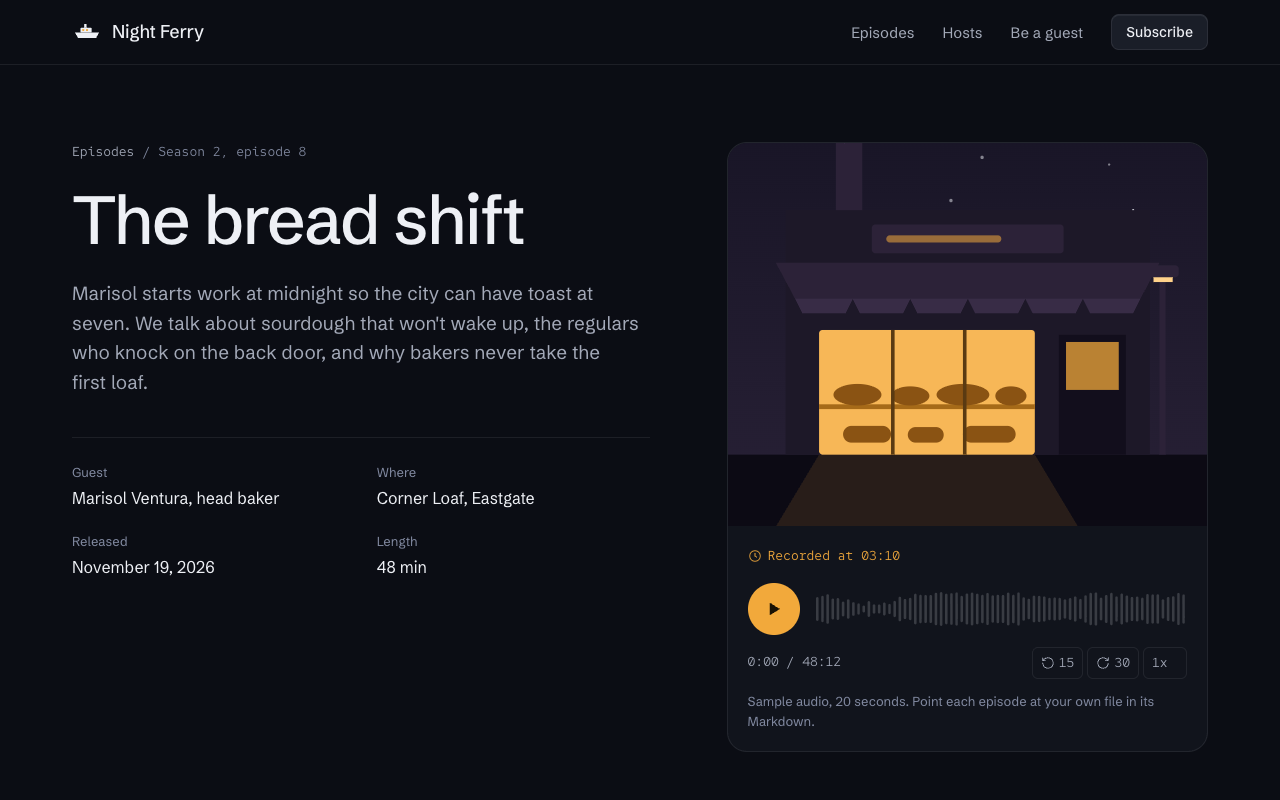 Night Ferry
Episodes
Hosts
Be a guest
Subscribe
Episodes / Season 2, episode 8
The bread shift
Marisol starts work at midnight so the city can have toast at
seven. We talk about sourdough that won't wake up, the regulars
who knock on the back door, and why bakers never take the
first loaf.
Guest
Marisol Ventura, head baker
Where
Corner Loaf, Eastgate
Released
November 19, 2026
Length
48 min
Recorded at 03:10
0:00 / 48:12
15
30
1x
Sample audio, 20 seconds. Point each episode at your own file in its
Markdown.